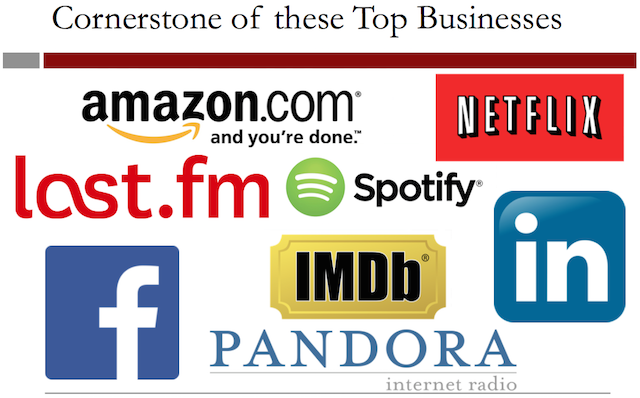 Cornerstone of these Top Businesses
amazon.com®
and you're done.™
NETFLIX
last.fm
Spotify®
in
f
IMDb®
PANDORA
internet radio